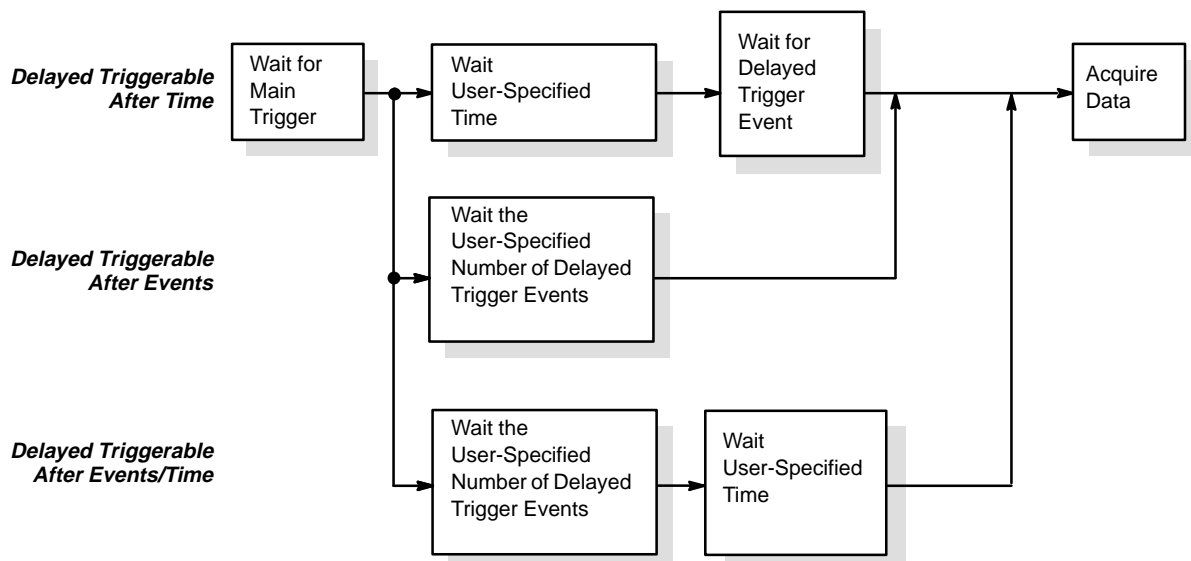 Delayed Triggerable
After Time
Wait for
Main
Trigger
Wait
User-Specified
Time
Wait for
Delayed
Trigger
Event
Acquire
Data
Delayed Triggerable
After Events
Wait the
User-Specified
Number of Delayed
Trigger Events
Delayed Triggerable
After Events/Time
Wait the
User-Specified
Number of Delayed
Trigger Events
Wait
User-Specified
Time